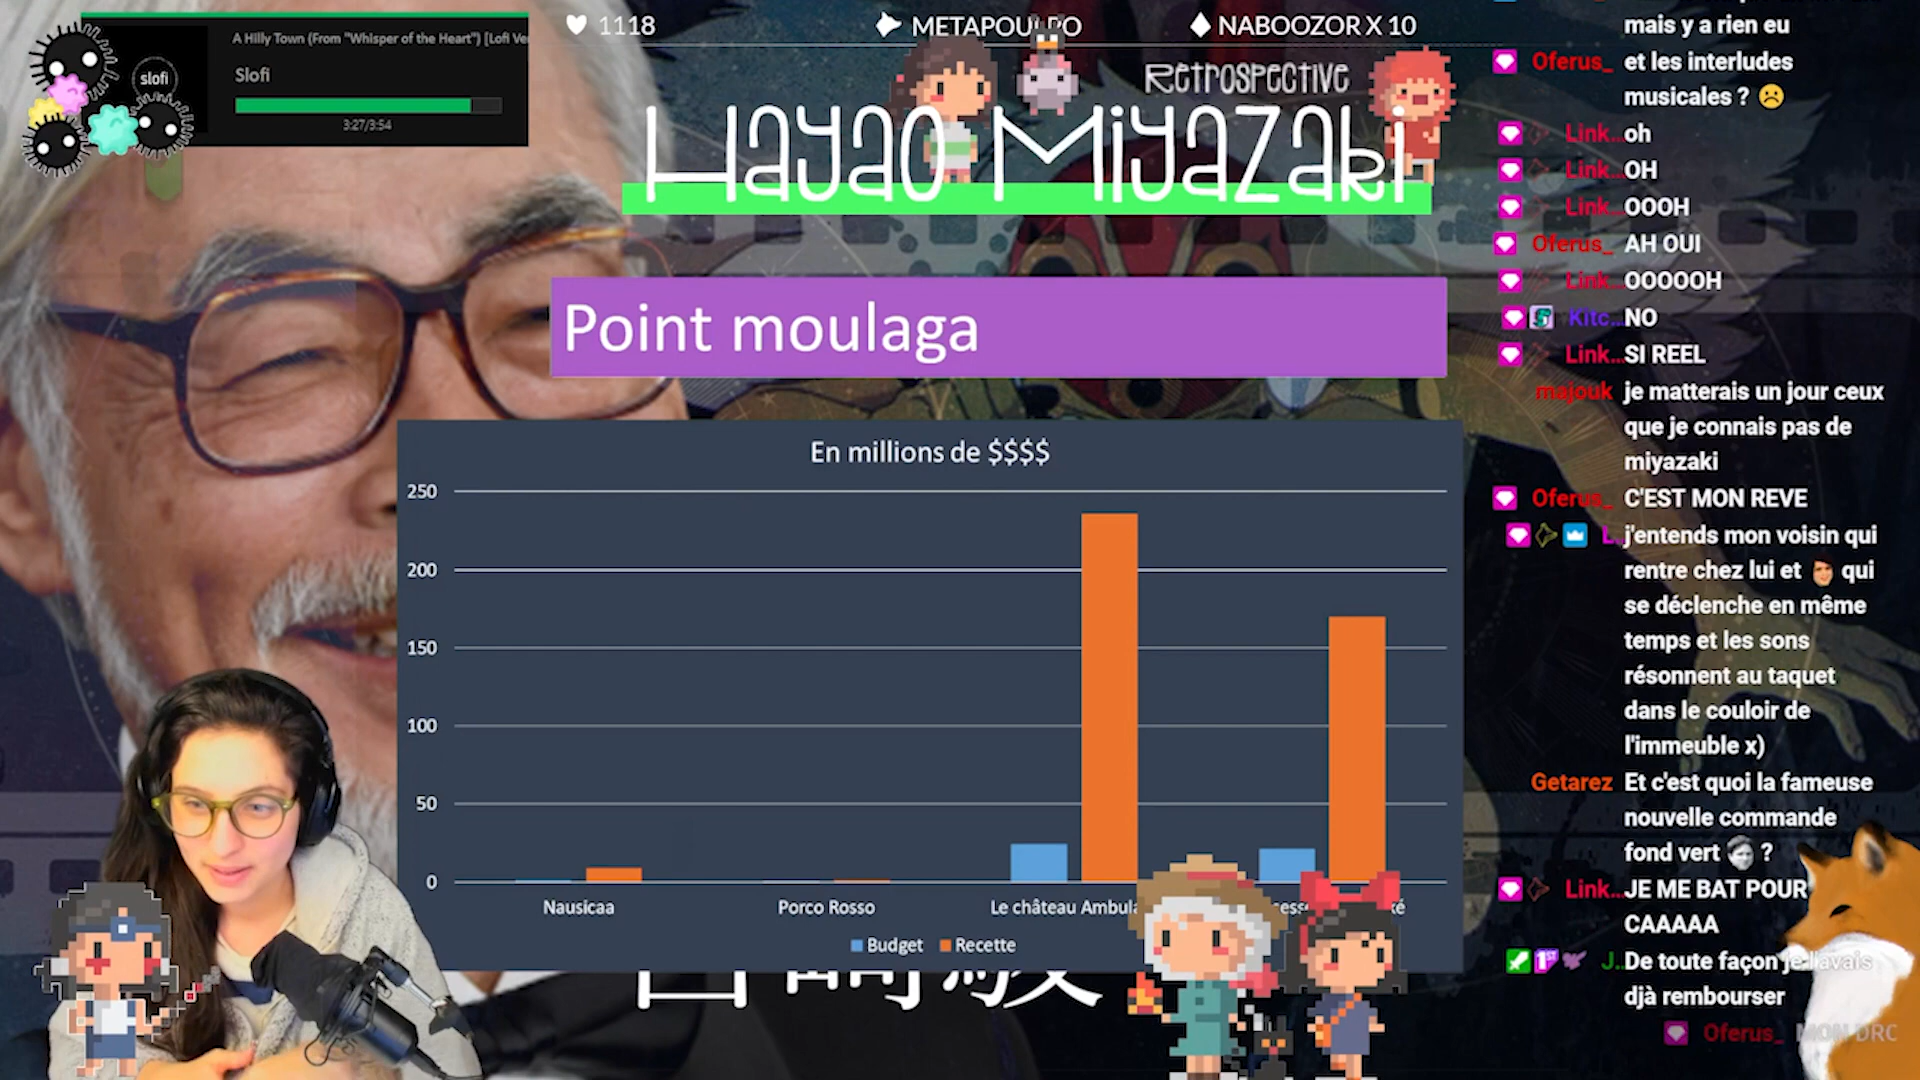 A Hilly Town (From "Whisper of the Heart") [Lofi Ve
slofi
Slofi
3:27/3:54
1118
NABOOZOR X 10
RETROSPECTIVE
HAYAO MIYAZAKI
Point moulaga
En millions de $$$$
250
200
150
100
50
0
Nausicaa
Porco Rosso
Le château Ambula
Budget
Recette
mais y a rien eu
Oferus_ et les interludes
musicales ? ☹️
Link... oh
Link... OH
Link... OOOH
Oferus_ AH OUI
Link... OOOOOH
Kitc... NO
Link... SI REEL
majouk je matterais un jour ceux
que je connais pas de
miyazaki
Oferus_ C'EST MON REVE
L.. j'entends mon voisin qui
rentre chez lui et qui
se déclenche en même
temps et les sons
résonnent au taquet
dans le couloir de
l'immeuble x)
Getarez Et c'est quoi la fameuse
nouvelle commande
fond vert ?
Link... JE ME BAT POUR
CAAAAA
J.. De toute façon je l'avais
djà rembourser
Oferus_ MON DRC